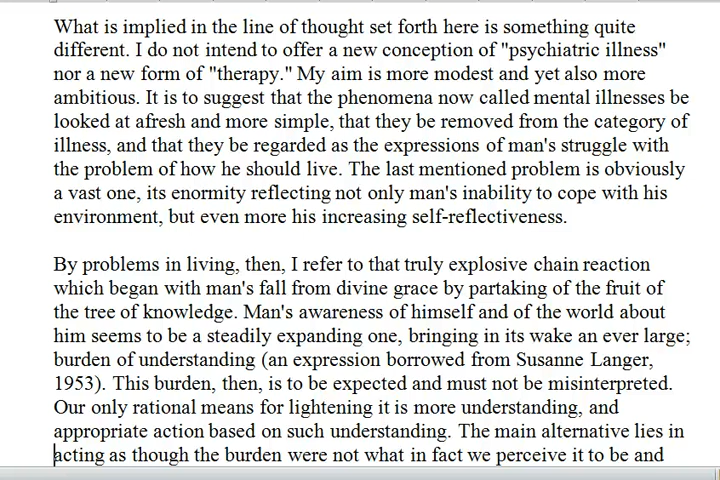 What is implied in the line of thought set forth here is something quite
different. I do not intend to offer a new conception of "psychiatric illness"
nor a new form of "therapy." My aim is more modest and yet also more
ambitious. It is to suggest that the phenomena now called mental illnesses be
looked at afresh and more simple, that they be removed from the category of
illness, and that they be regarded as the expressions of man's struggle with
the problem of how he should live. The last mentioned problem is obviously
a vast one, its enormity reflecting not only man's inability to cope with his
environment, but even more his increasing self-reflectiveness.
By problems in living, then, I refer to that truly explosive chain reaction
which began with man's fall from divine grace by partaking of the fruit of
the tree of knowledge. Man's awareness of himself and of the world about
him seems to be a steadily expanding one, bringing in its wake an ever large;
burden of understanding (an expression borrowed from Susanne Langer,
1953). This burden, then, is to be expected and must not be misinterpreted.
Our only rational means for lightening it is more understanding, and
appropriate action based on such understanding. The main alternative lies in
acting as though the burden were not what in fact we perceive it to be and